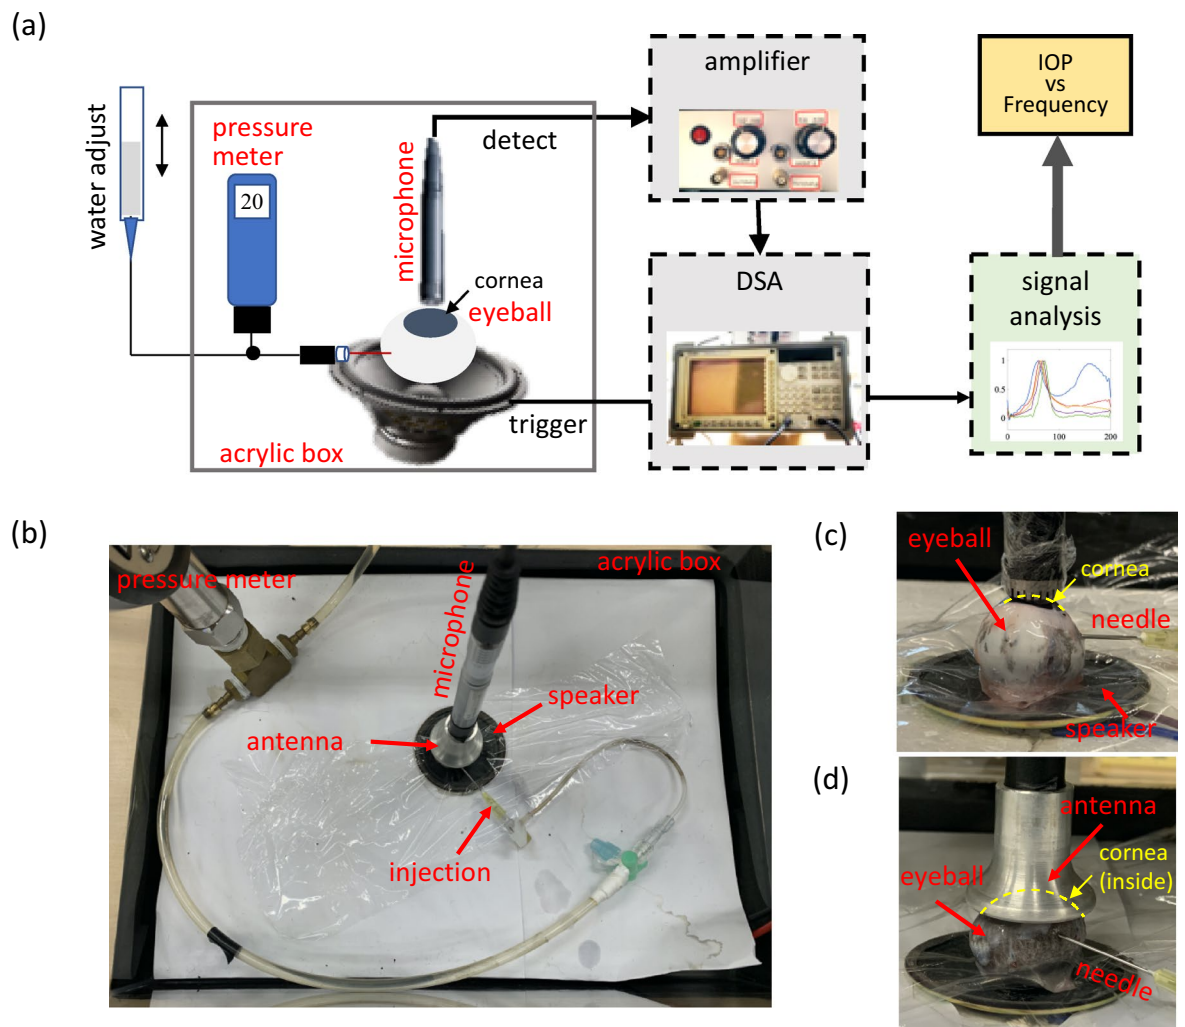 (a)
water adjust
pressure
meter
20
microphone
cornea
eyeball
acrylic box
detect
trigger
amplifier
DSA
signal
analysis
1
0.5
0
0
100
200
IOP
vs
Frequency
(b)
pressure meter
microphone
acrylic box
speaker
antenna
injection
(c)
eyeball
cornea
needle
speaker
(d)
antenna
cornea
(inside)
eyeball
needle